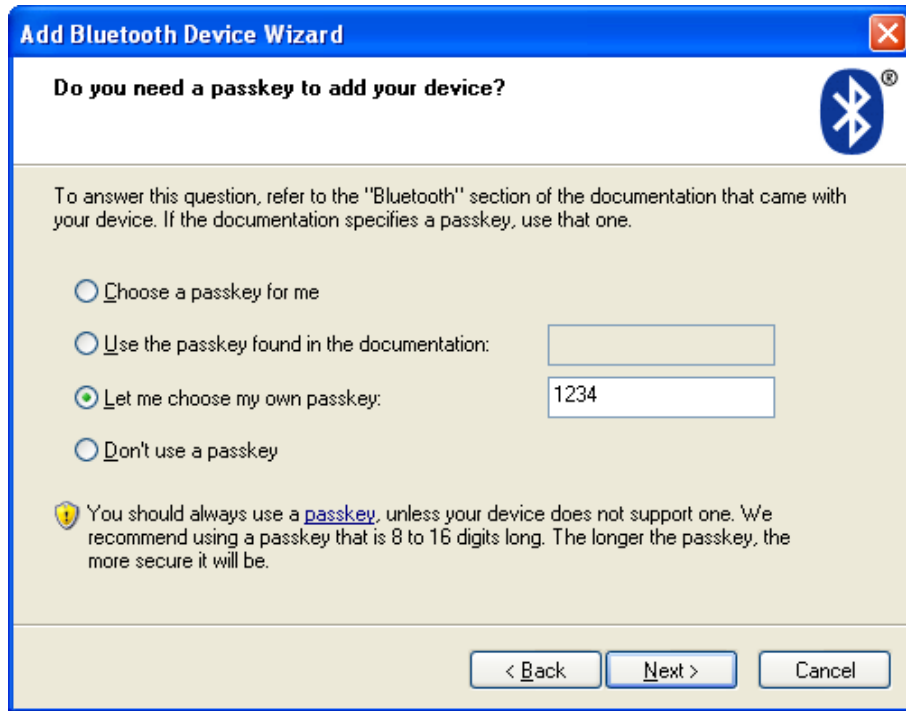 Add Bluetooth Device Wizard
Do you need a passkey to add your device?
®
To answer this question, refer to the "Bluetooth" section of the documentation that came with
your device. If the documentation specifies a passkey, use that one.
Choose a passkey for me
Use the passkey found in the documentation:
Let me choose my own passkey: 1234
Don't use a passkey
You should always use a passkey, unless your device does not support one. We
recommend using a passkey that is 8 to 16 digits long. The longer the passkey, the
more secure it will be.
< Back Next > Cancel